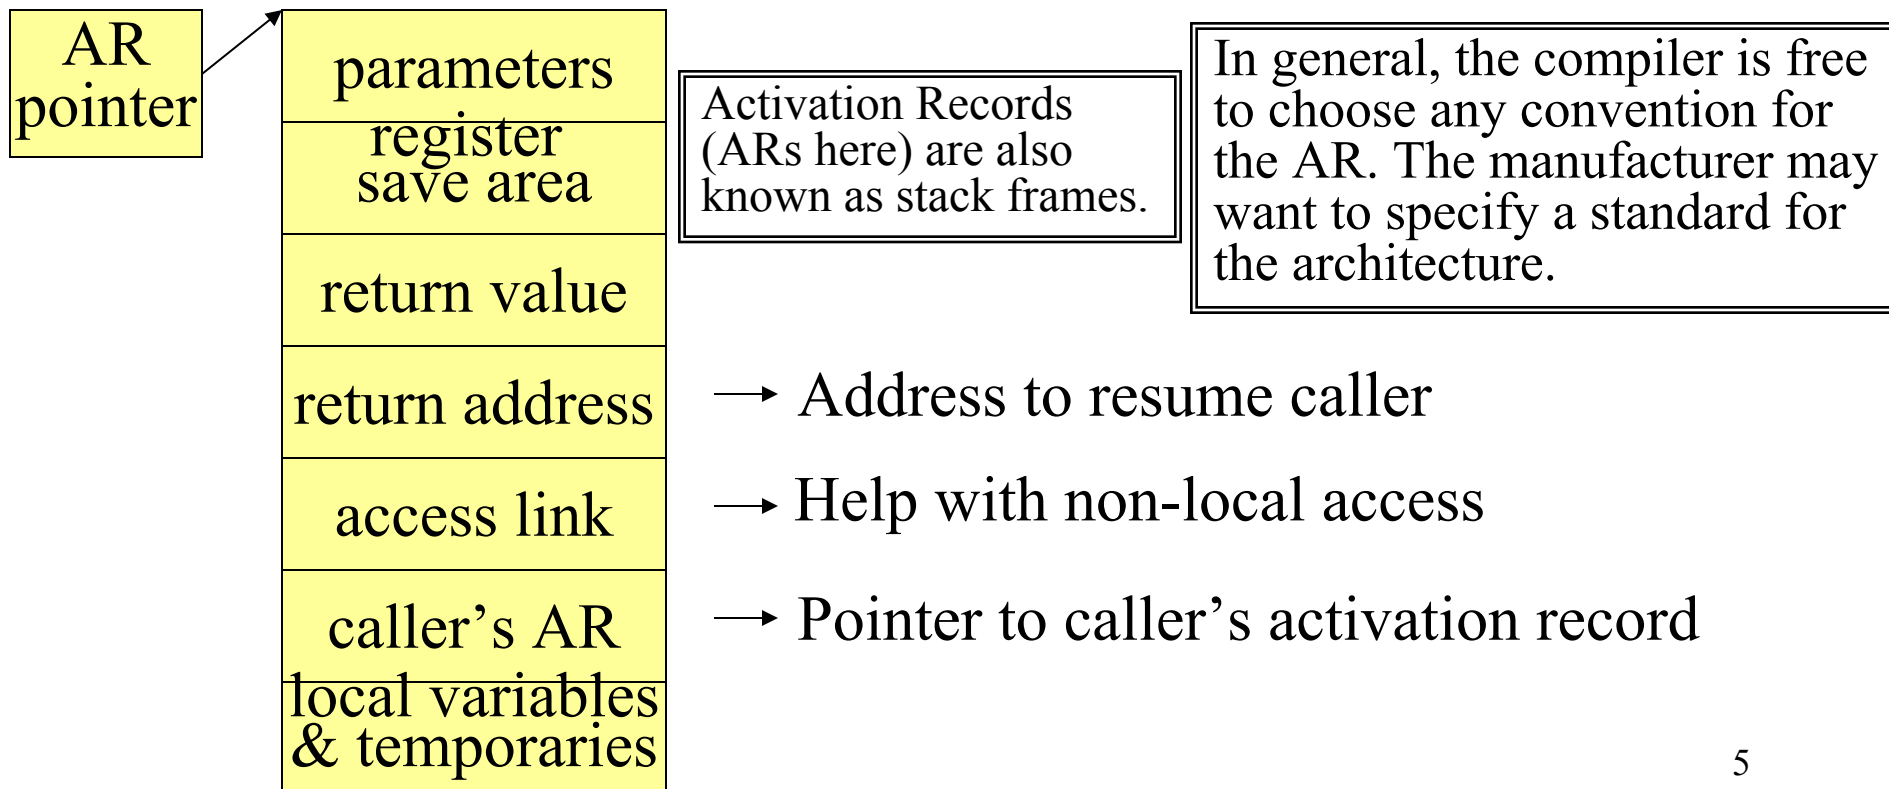 AR
pointer
parameters
register
save area
return value
return address
access link
caller’s AR
local variables
& temporaries
Activation Records
(ARs here) are also
known as stack frames.
In general, the compiler is free
to choose any convention for
the AR. The manufacturer may
want to specify a standard for
the architecture.
Address to resume caller
Help with non-local access
Pointer to caller’s activation record
5